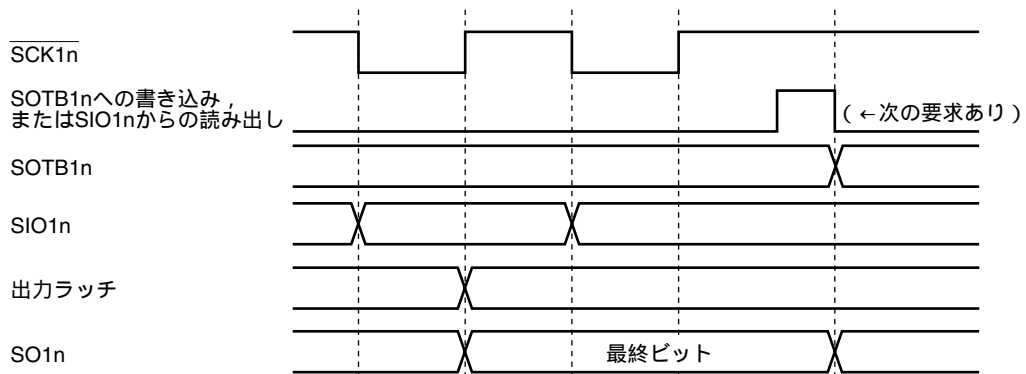 SCK1n
SOTB1nへの書き込み，
またはSIO1nからの読み出し
（←次の要求あり）
SOTB1n
SIO1n
出力ラッチ
SO1n
最終ビット